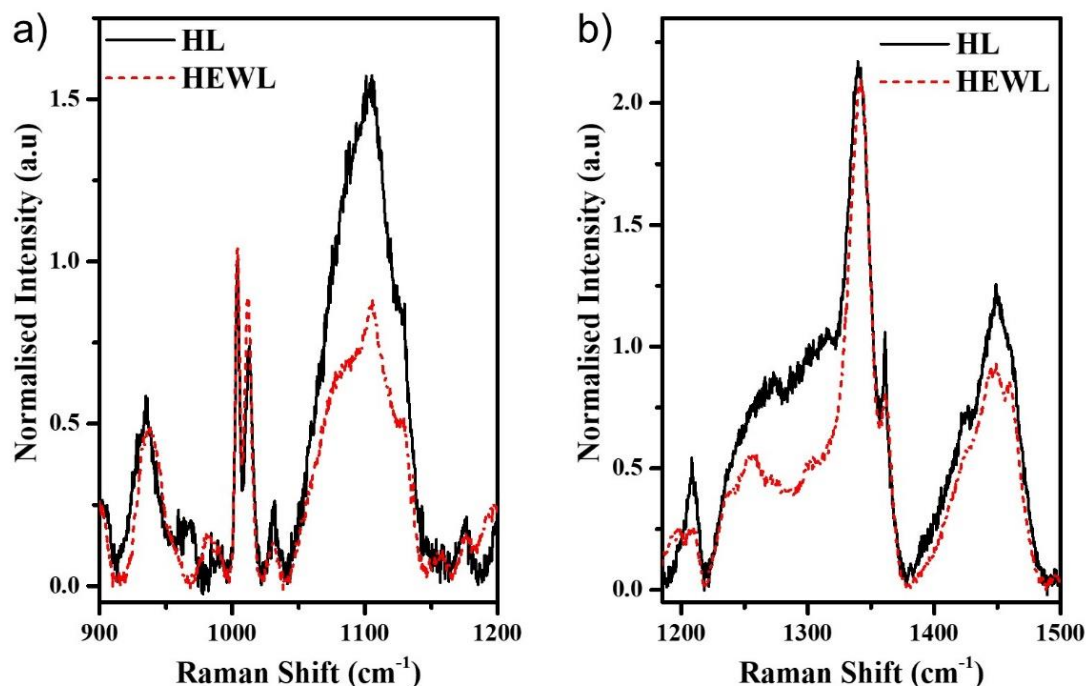 a)
HL
HEWL
Normalised Intensity (a.u)
1.5
1.0
0.5
0.0
900
1000
1100
1200
Raman Shift (cm⁻¹)
b)
HL
HEWL
Normalised Intensity (a.u)
2.0
1.5
1.0
0.5
0.0
1200
1300
1400
1500
Raman Shift (cm⁻¹)